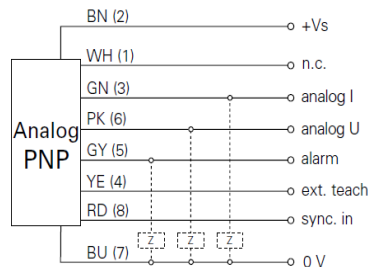 BN (2) +Vs
WH (1) n.c.
GN (3) analog I
PK (6) analog U
Analog PNP
GY (5) alarm
YE (4) ext. teach
RD (8) sync. in
Z Z Z
BU (7) 0 V